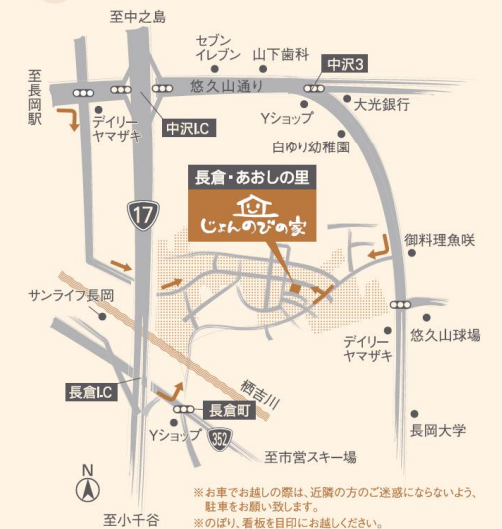 至中之島
セブン
イレブン
山下歯科
中沢3
至長岡駅
悠久山通り
大光銀行
デイリー
ヤマザキ
中沢I.C
Yショップ
白ゆり幼稚園
長倉・あおしの里
じょんのびの家
17
御料理魚咲
サンライフ長岡
悠久山球場
デイリー
ヤマザキ
長倉I.C
栖吉川
長倉町
Yショップ
352
長岡大学
至市営スキー場
N
至小千谷
※お車でお越しの際は、近隣の方のご迷惑にならないよう、
駐車をお願い致します。
※のぼり、看板を目印にお越しください。